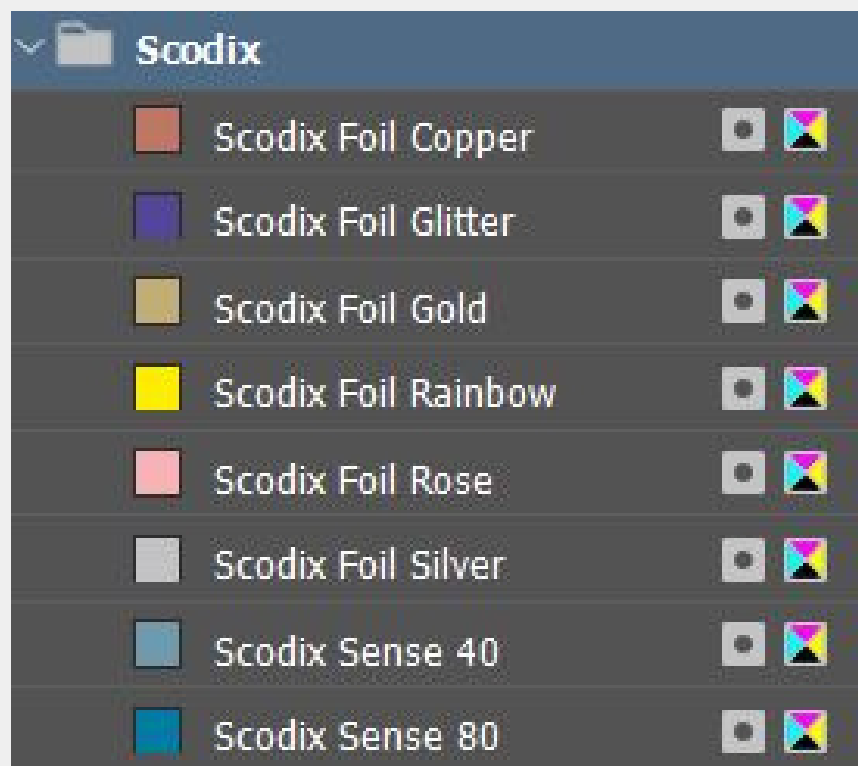 Scodix
Scodix Foil Copper
Scodix Foil Glitter
Scodix Foil Gold
Scodix Foil Rainbow
Scodix Foil Rose
Scodix Foil Silver
Scodix Sense 40
Scodix Sense 80